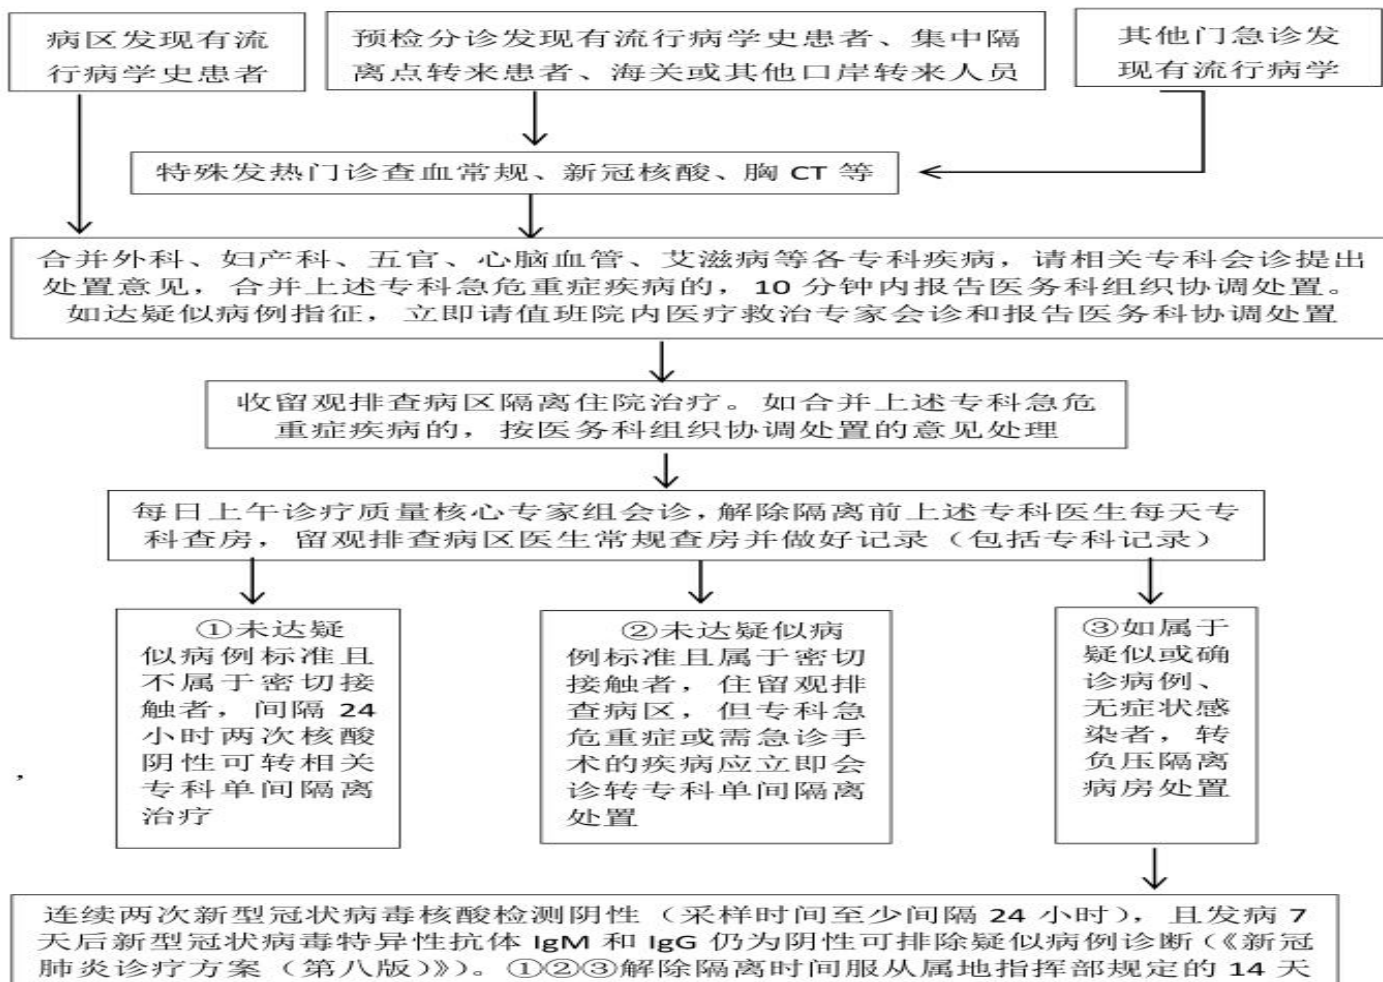 病区发现有流
行病学史患者
预检分诊发现有流行病学史患者、集中隔
离点转来患者、海关或其他口岸转来人员
其他门急诊发
现有流行病学
特殊发热门诊查血常规、新冠核酸、胸 CT 等
合并外科、妇产科、五官、心脑血管、艾滋病等各专科疾病，请相关专科会诊提出
处置意见，合并上述专科急危重症疾病的，10 分钟内报告医务科组织协调处置。
如达疑似病例指征，立即请值班院内医疗救治专家会诊和报告医务科协调处置
收留观排查病区隔离住院治疗。如合并上述专科急危
重症疾病的，按医务科组织协调处置的意见处理
每日上午诊疗质量核心专家组会诊，解除隔离前上述专科医生每天专
科查房，留观排查病区医生常规查房并做好记录（包括专科记录）
①未达疑
似病例标准且
不属于密切接
触者，间隔 24
小时两次核酸
阴性可转相关
专科单间隔离
治疗
②未达疑似病
例标准且属于密切
接触者，住留观排
查病区，但专科急
危重症或需急诊手
术的疾病应立即会
诊转专科单间隔离
处置
③如属于
疑似或确
诊病例、
无症状感
染者，转
负压隔离
病房处置
，
连续两次新型冠状病毒核酸检测阴性（采样时间至少间隔 24 小时），且发病 7
天后新型冠状病毒特异性抗体 IgM 和 IgG 仍为阴性可排除疑似病例诊断（《新冠
肺炎诊疗方案（第八版）》）。①②③解除隔离时间服从属地指挥部规定的 14 天